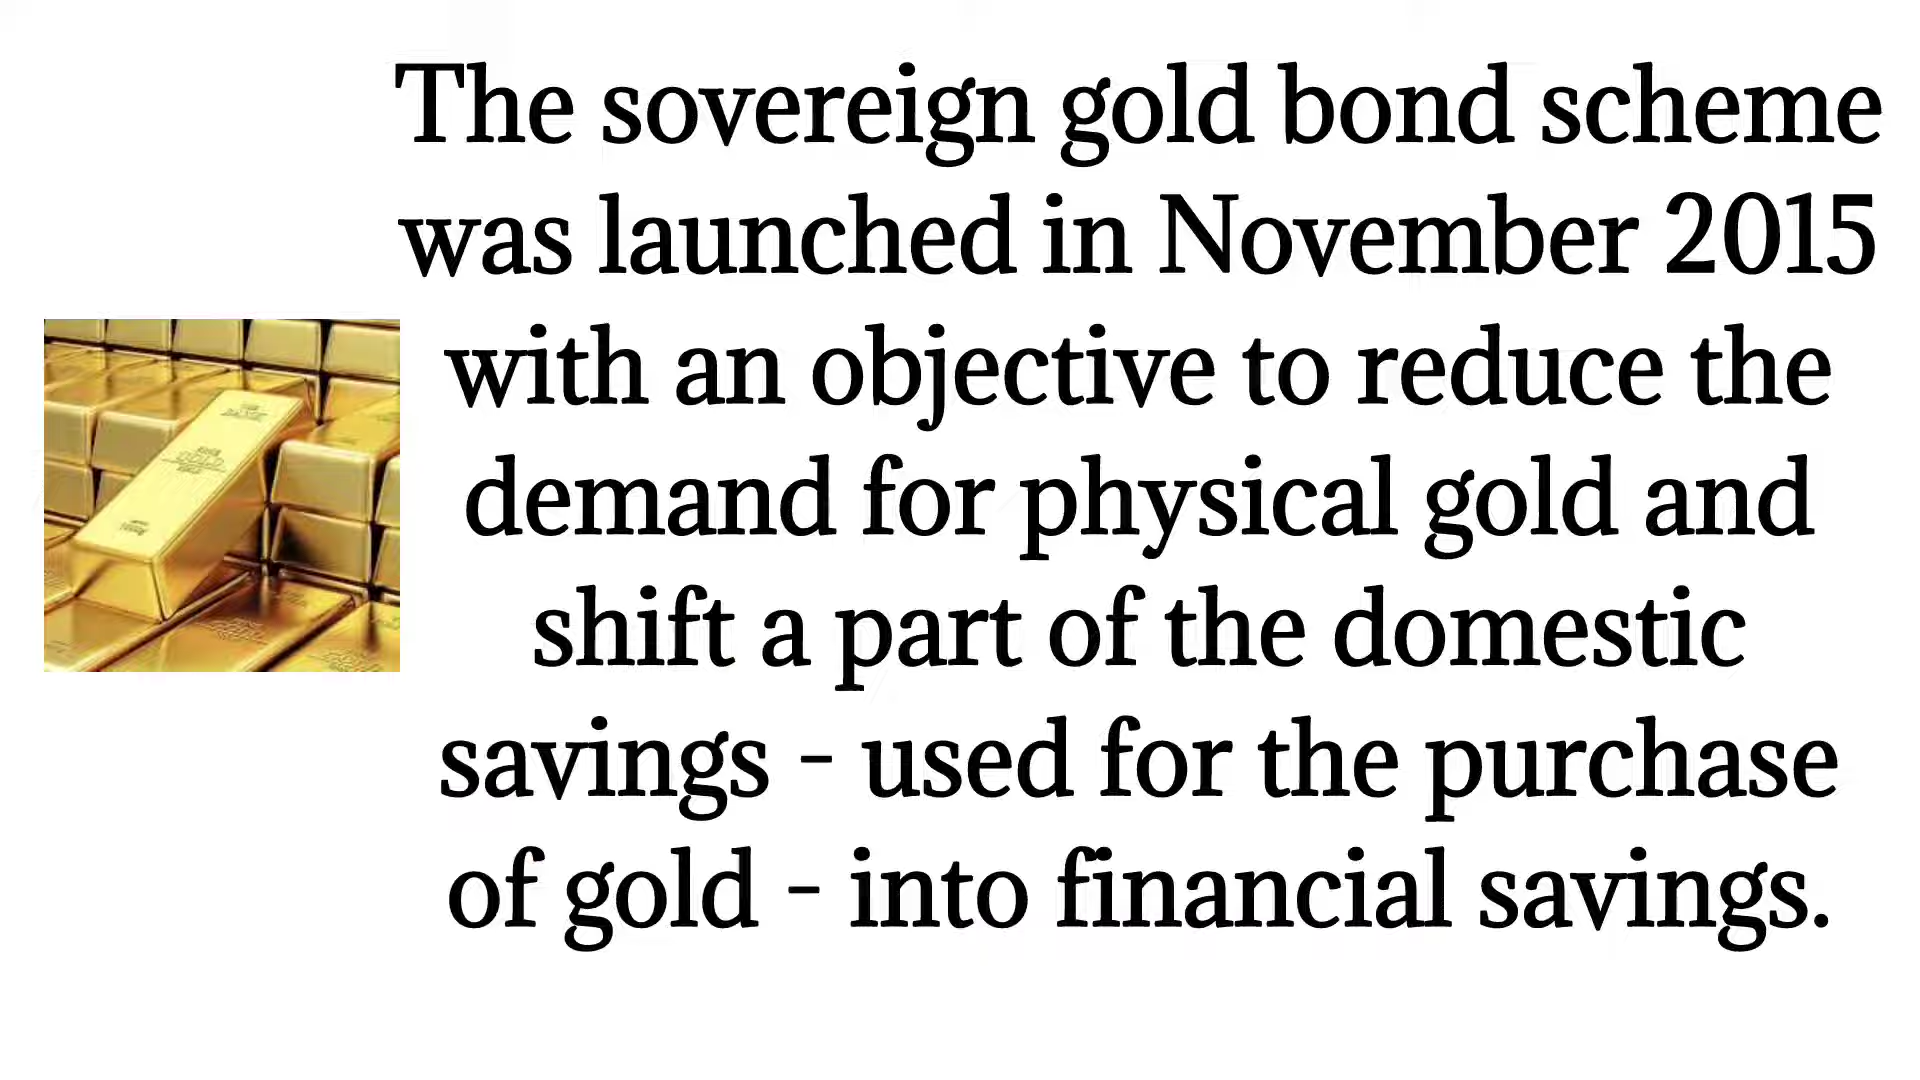 The sovereign gold bond scheme
was launched in November 2015
with an objective to reduce the
demand for physical gold and
shift a part of the domestic
savings - used for the purchase
of gold - into financial savings.